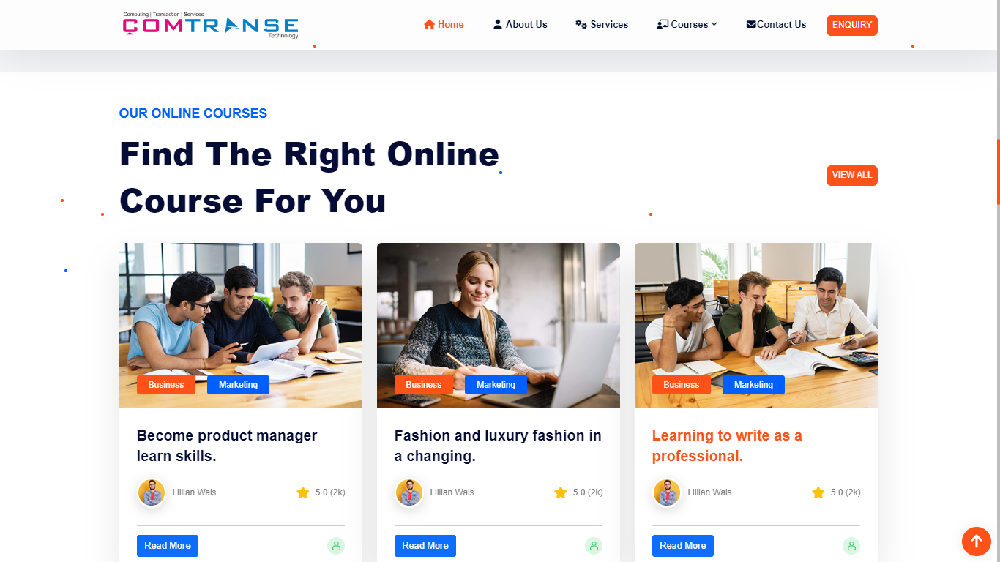 Computing | Transaction | Services
COMTRANSE
Technology
Home
About Us
Services
Courses
Contact Us
ENQUIRY
OUR ONLINE COURSES
Find The Right Online
Course For You
VIEW ALL
Business
Marketing
Business
Marketing
Business
Marketing
Become product manager
learn skills.
Fashion and luxury fashion in
a changing.
Learning to write as a
professional.
Lillian Wals
5.0 (2k)
Lillian Wals
5.0 (2k)
Lillian Wals
5.0 (2k)
Read More
Read More
Read More